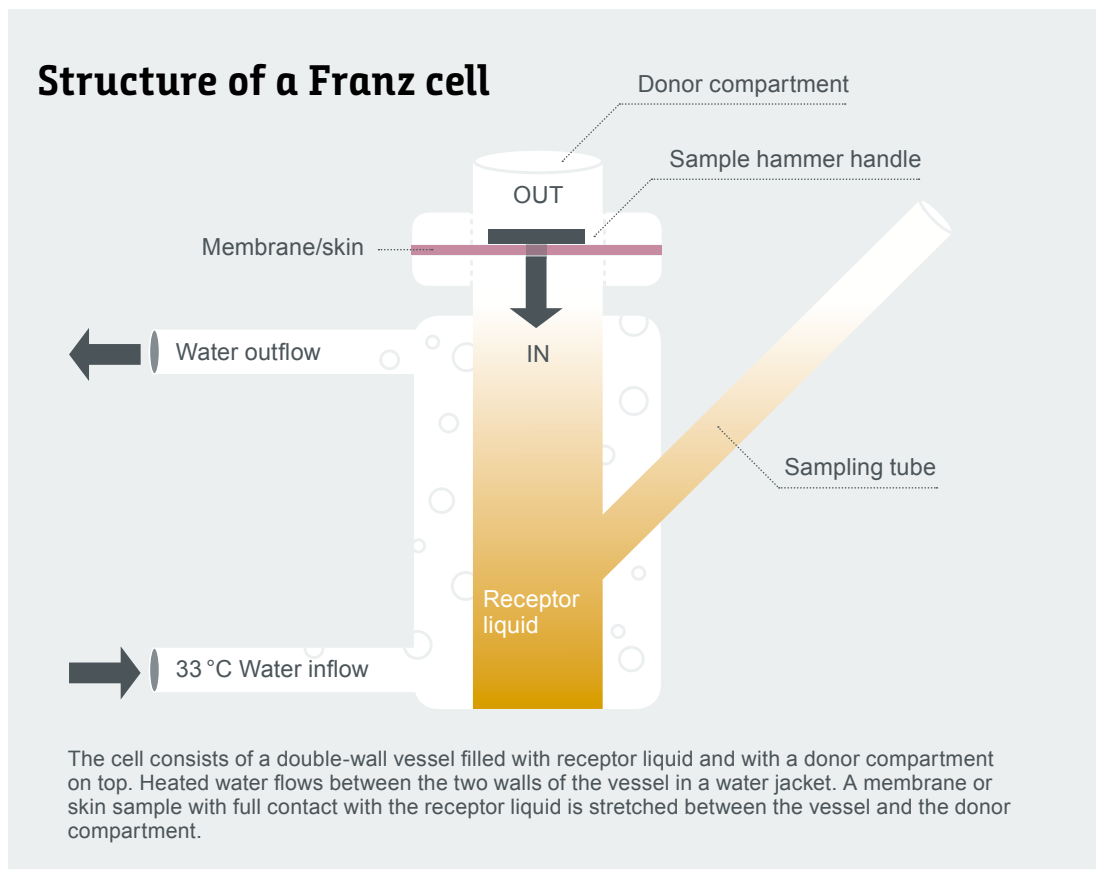 Structure of a Franz cell
Donor compartment
Sample hammer handle
OUT
Membrane/skin
Water outflow
IN
Sampling tube
Receptor
liquid
33 °C Water inflow
The cell consists of a double-wall vessel filled with receptor liquid and with a donor compartment
on top. Heated water flows between the two walls of the vessel in a water jacket. A membrane or
skin sample with full contact with the receptor liquid is stretched between the vessel and the donor
compartment.